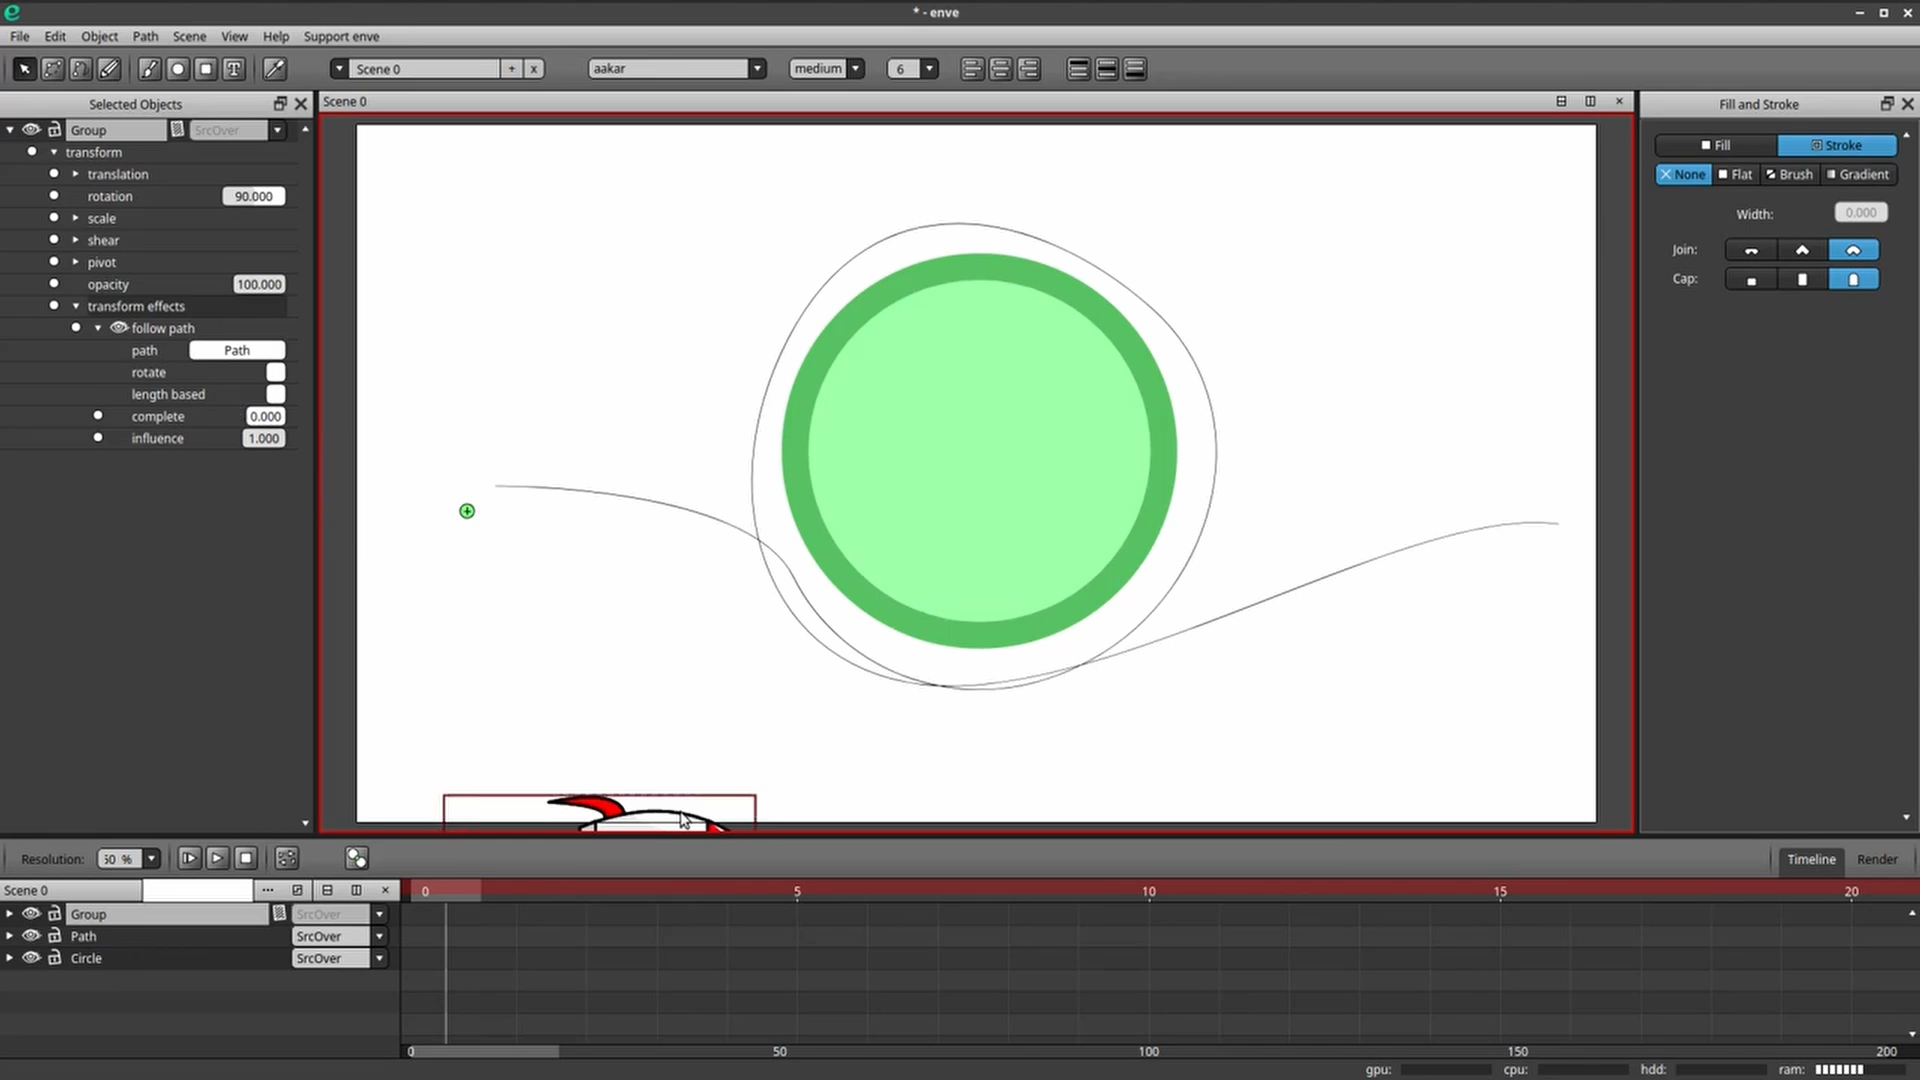 * - enve
File Edit Object Path Scene View Help Support enve
Scene 0 + x aakar medium 6
Selected Objects
Group SrcOver
transform
translation
rotation 90.000
scale
shear
pivot
opacity 100.000
transform effects
follow path
path Path
rotate
length based
complete 0.000
influence 1.000
Scene 0
Fill and Stroke
Fill Stroke
None Flat Brush Gradient
Width: 0.000
Join:
Cap:
Resolution: 50 %
Timeline Render
Scene 0 ... 0 5 10 15 20
Group SrcOver
Path SrcOver
Circle SrcOver
0 50 100 150 200
gpu: cpu: hdd: ram: